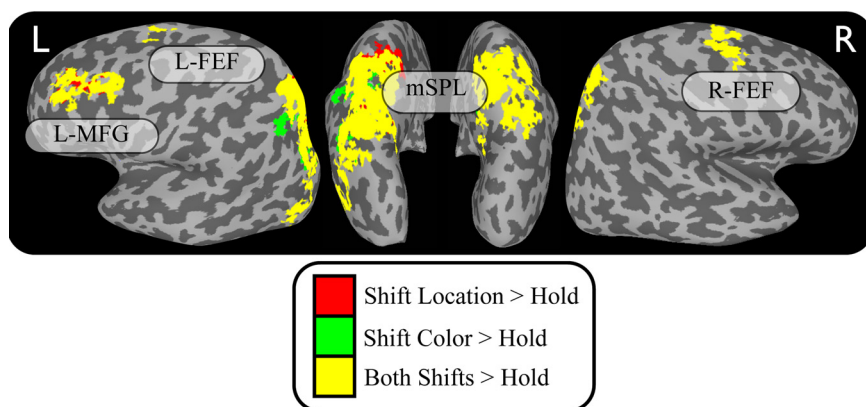 L
R
L-FEF
mSPL
R-FEF
L-MFG
Shift Location > Hold
Shift Color > Hold
Both Shifts > Hold